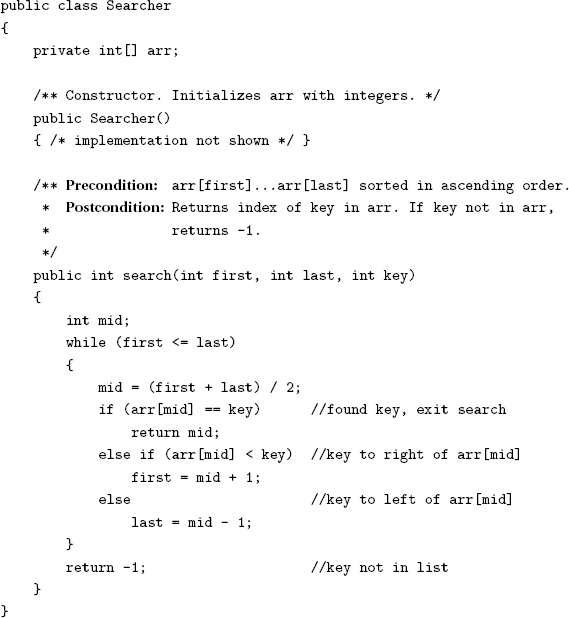 public class Searcher
{
    private int[] arr;

    /** Constructor. Initializes arr with integers. */
    public Searcher()
    { /* implementation not shown */ }

    /** Precondition:  arr[first]...arr[last] sorted in ascending order.
     *  Postcondition: Returns index of key in arr. If key not in arr,
     *                 returns -1.
     */
    public int search(int first, int last, int key)
    {
        int mid;
        while (first <= last)
        {
            mid = (first + last) / 2;
            if (arr[mid] == key)      //found key, exit search
                return mid;
            else if (arr[mid] < key)  //key to right of arr[mid]
                first = mid + 1;
            else                      //key to left of arr[mid]
                last = mid - 1;
        }
        return -1;                    //key not in list
    }
}